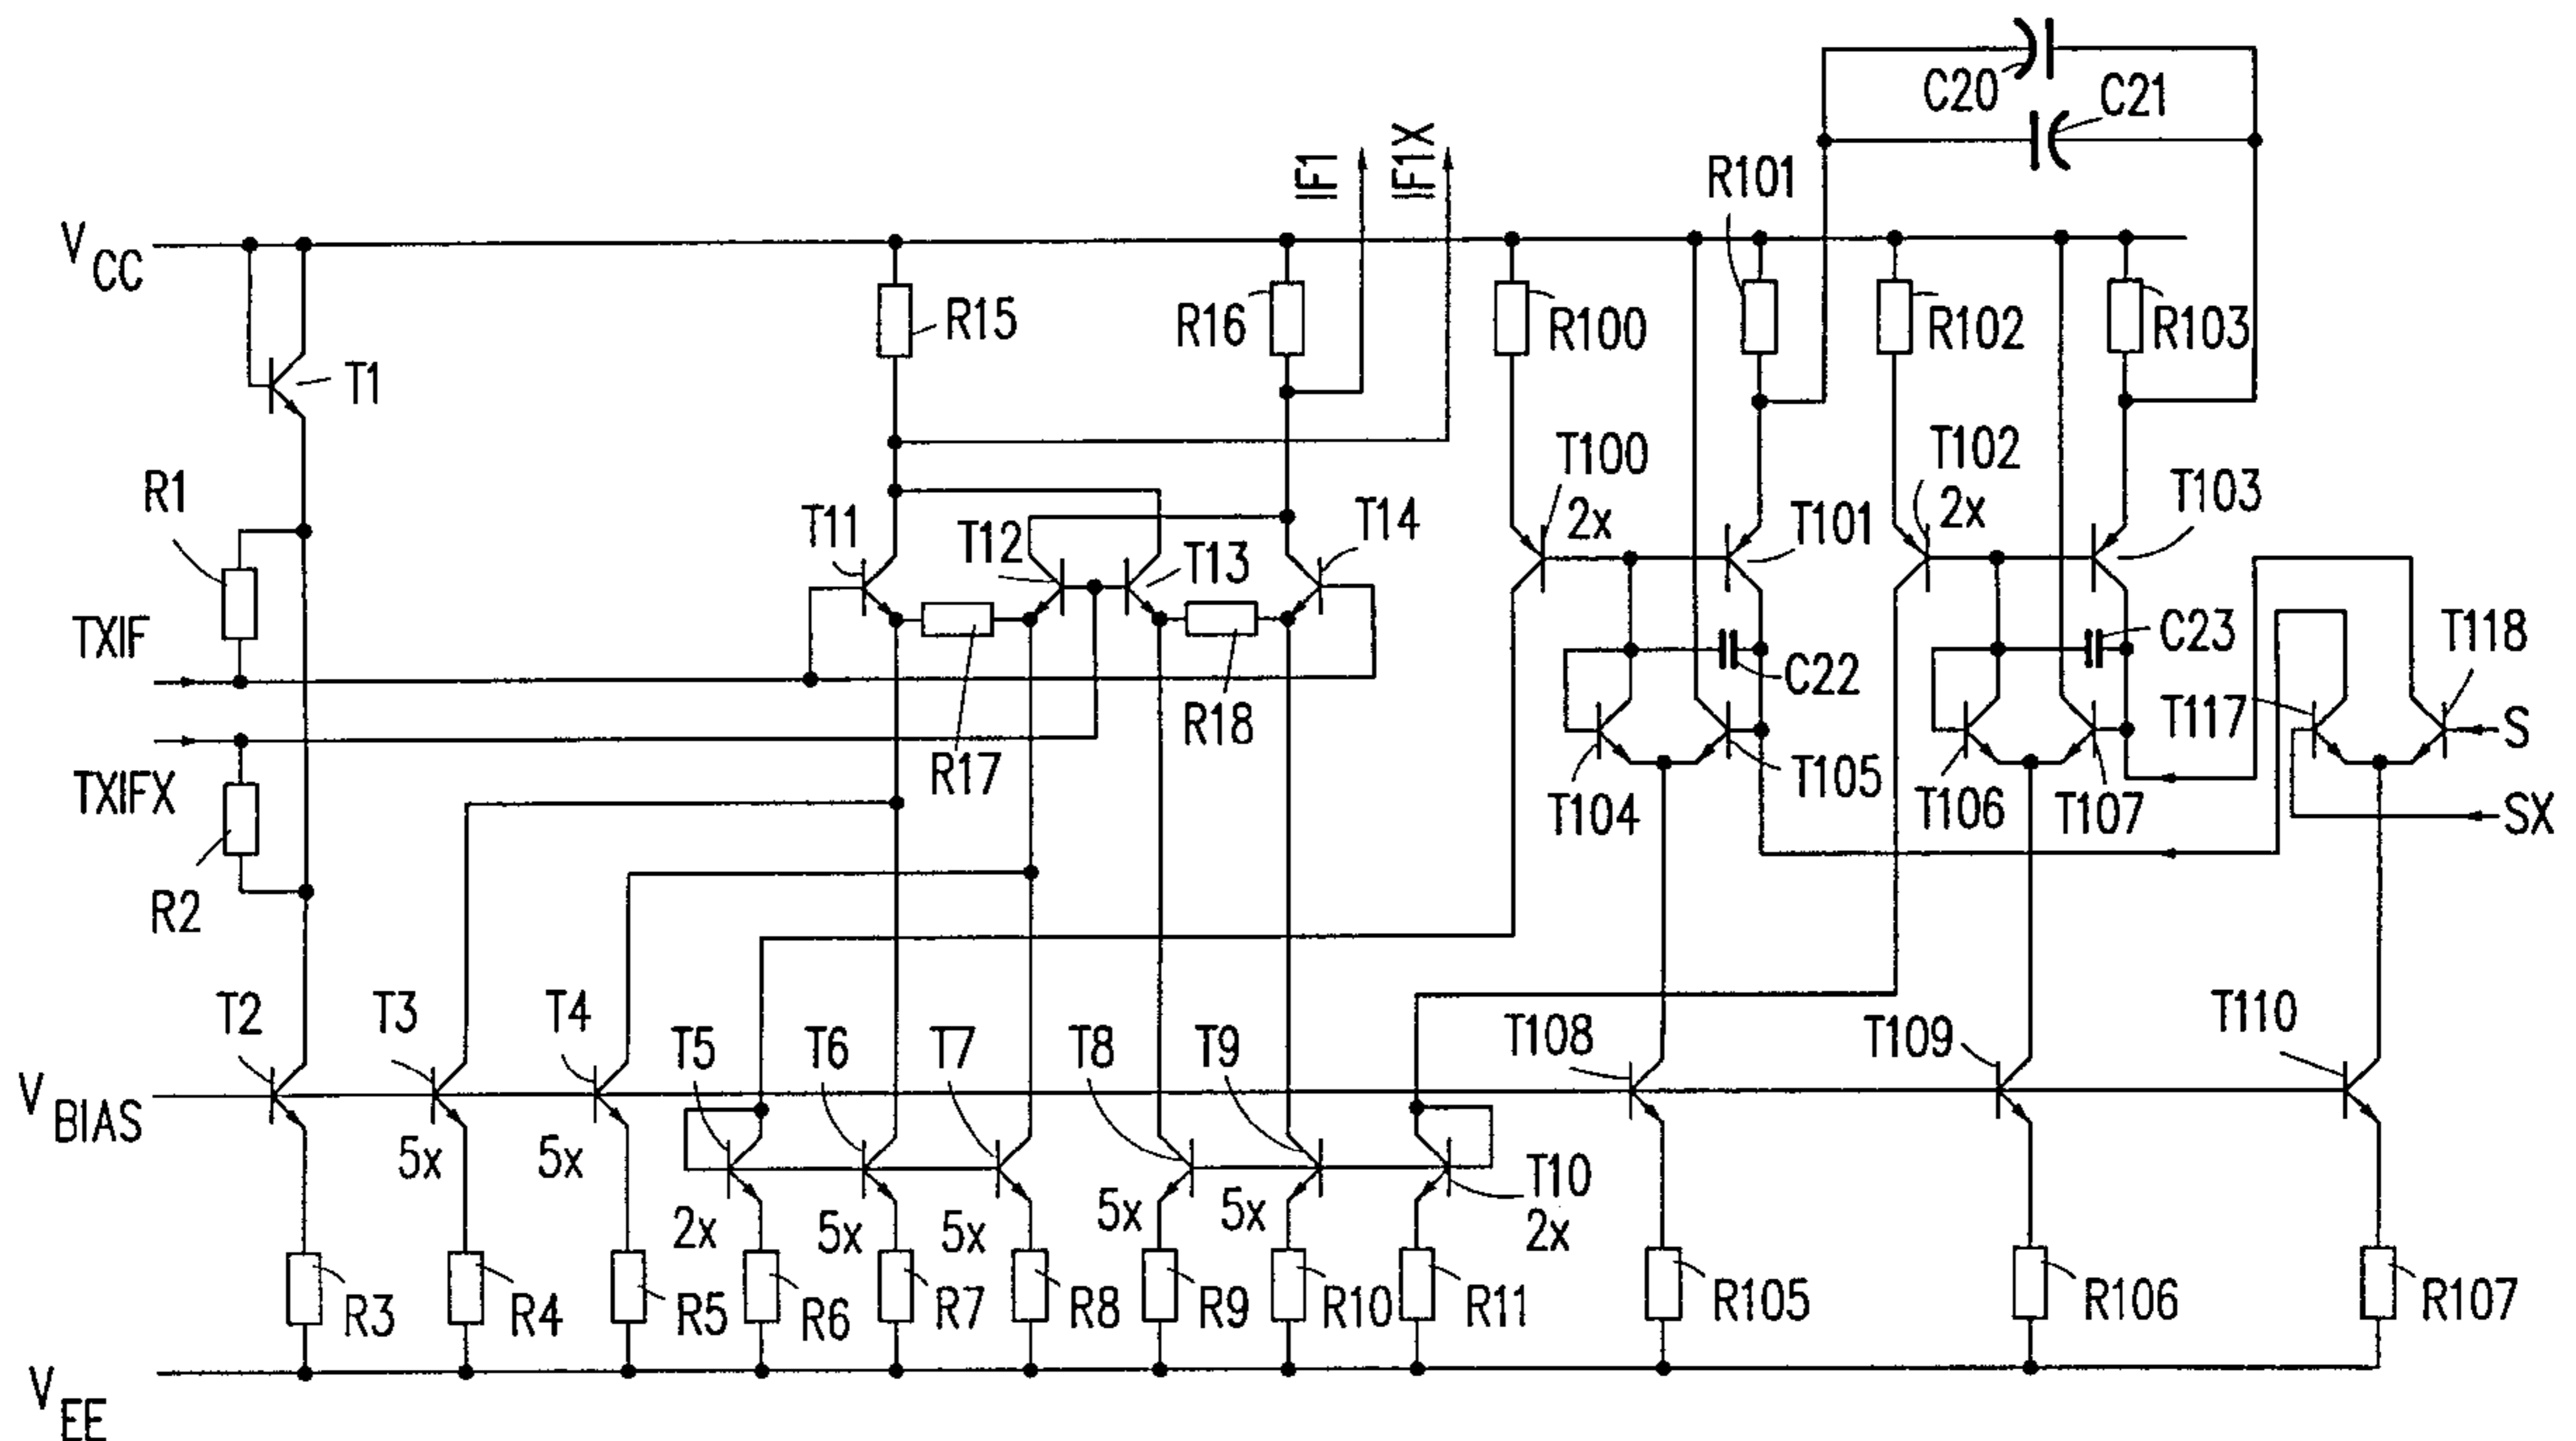 C20
C21
IF1
IF1X
R101
VCC
R15
R16
R100
R102
R103
T1
T100
2x
T102
2x
T103
R1
T11
T12
T13
T14
T101
TXIF
R17
R18
C22
C23
T117
T118
S
TXIFX
T104
T105
T106
T107
SX
R2
T2
T3
T4
T5
T6
T7
T8
T9
T108
T109
T110
VBIAS
5x
5x
2x
5x
5x
5x
5x
T10
2x
R3
R4
R5
R6
R7
R8
R9
R10
R11
R105
R106
R107
VEE